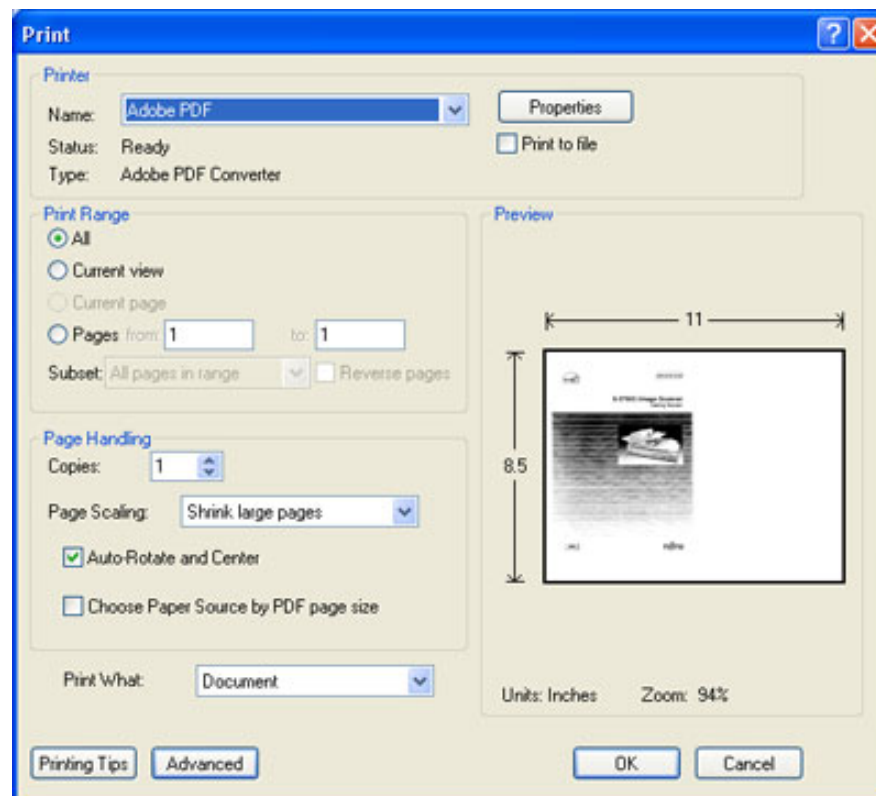 Print
Printer
Name: Adobe PDF Properties
Status: Ready Print to file
Type: Adobe PDF Converter
Print Range
All
Current view
Current page
Pages from: 1 to: 1
Subset: All pages in range Reverse pages
Page Handling
Copies: 1
Page Scaling: Shrink large pages
Auto-Rotate and Center
Choose Paper Source by PDF page size
Print What: Document
Preview
11
8.5
Units: Inches Zoom: 94%
Printing Tips Advanced OK Cancel